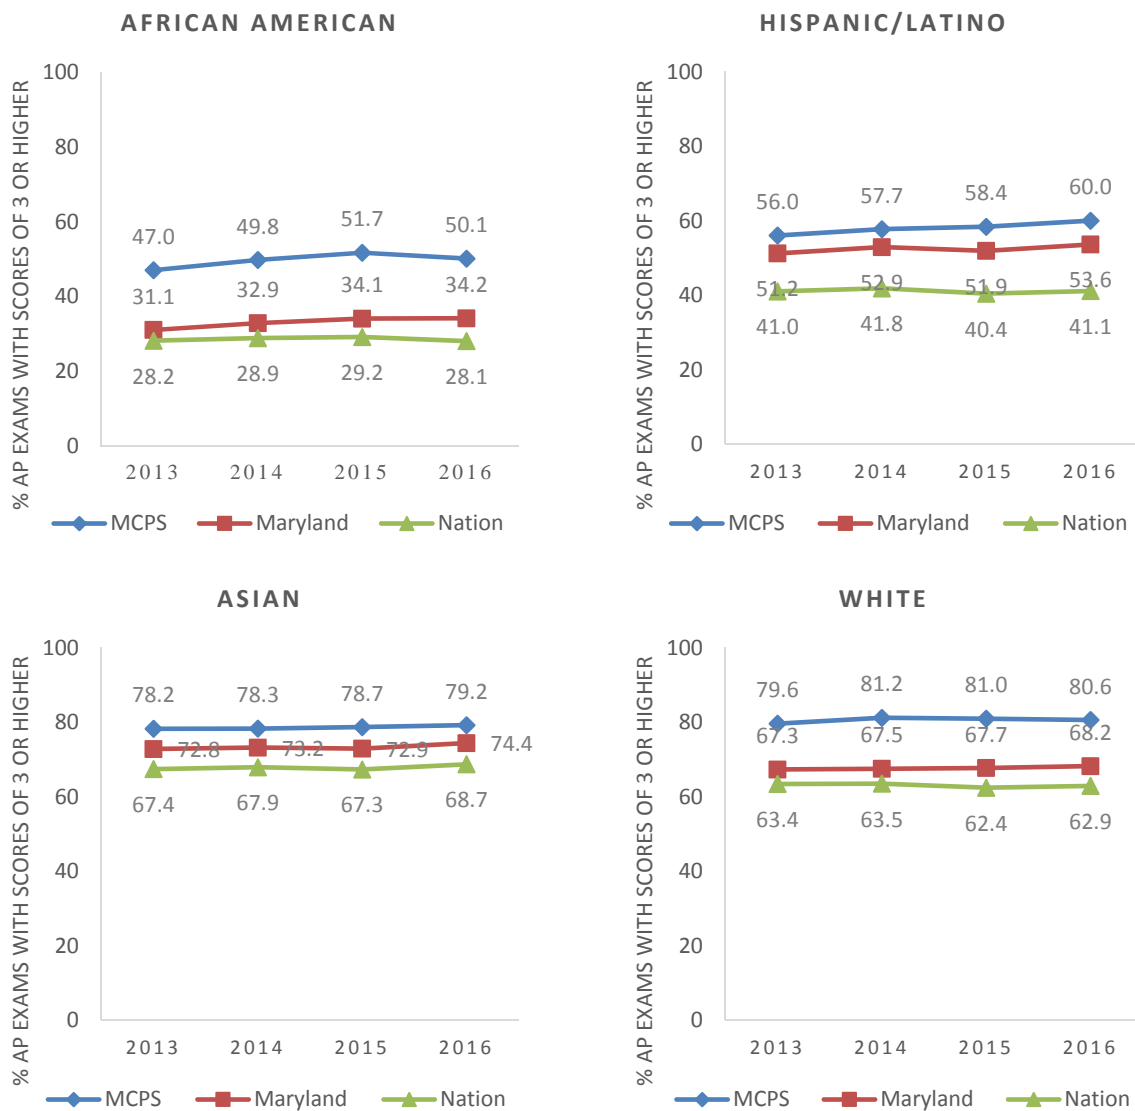 AFRICAN AMERICAN
% AP EXAMS WITH SCORES OF 3 OR HIGHER
100
80
60
40
20
0
47.0 49.8 51.7 50.1
31.1 32.9 34.1 34.2
28.2 28.9 29.2 28.1
2013 2014 2015 2016
MCPS Maryland Nation
HISPANIC/LATINO
% AP EXAMS WITH SCORES OF 3 OR HIGHER
100
80
60
40
20
0
56.0 57.7 58.4 60.0
51.2 52.9 51.9 53.6
41.0 41.8 40.4 41.1
2013 2014 2015 2016
MCPS Maryland Nation
ASIAN
% AP EXAMS WITH SCORES OF 3 OR HIGHER
100
80
60
40
20
0
78.2 78.3 78.7 79.2
72.8 73.2 72.9 74.4
67.4 67.9 67.3 68.7
2013 2014 2015 2016
MCPS Maryland Nation
WHITE
% AP EXAMS WITH SCORES OF 3 OR HIGHER
100
80
60
40
20
0
79.6 81.2 81.0 80.6
67.3 67.5 67.7 68.2
63.4 63.5 62.4 62.9
2013 2014 2015 2016
MCPS Maryland Nation